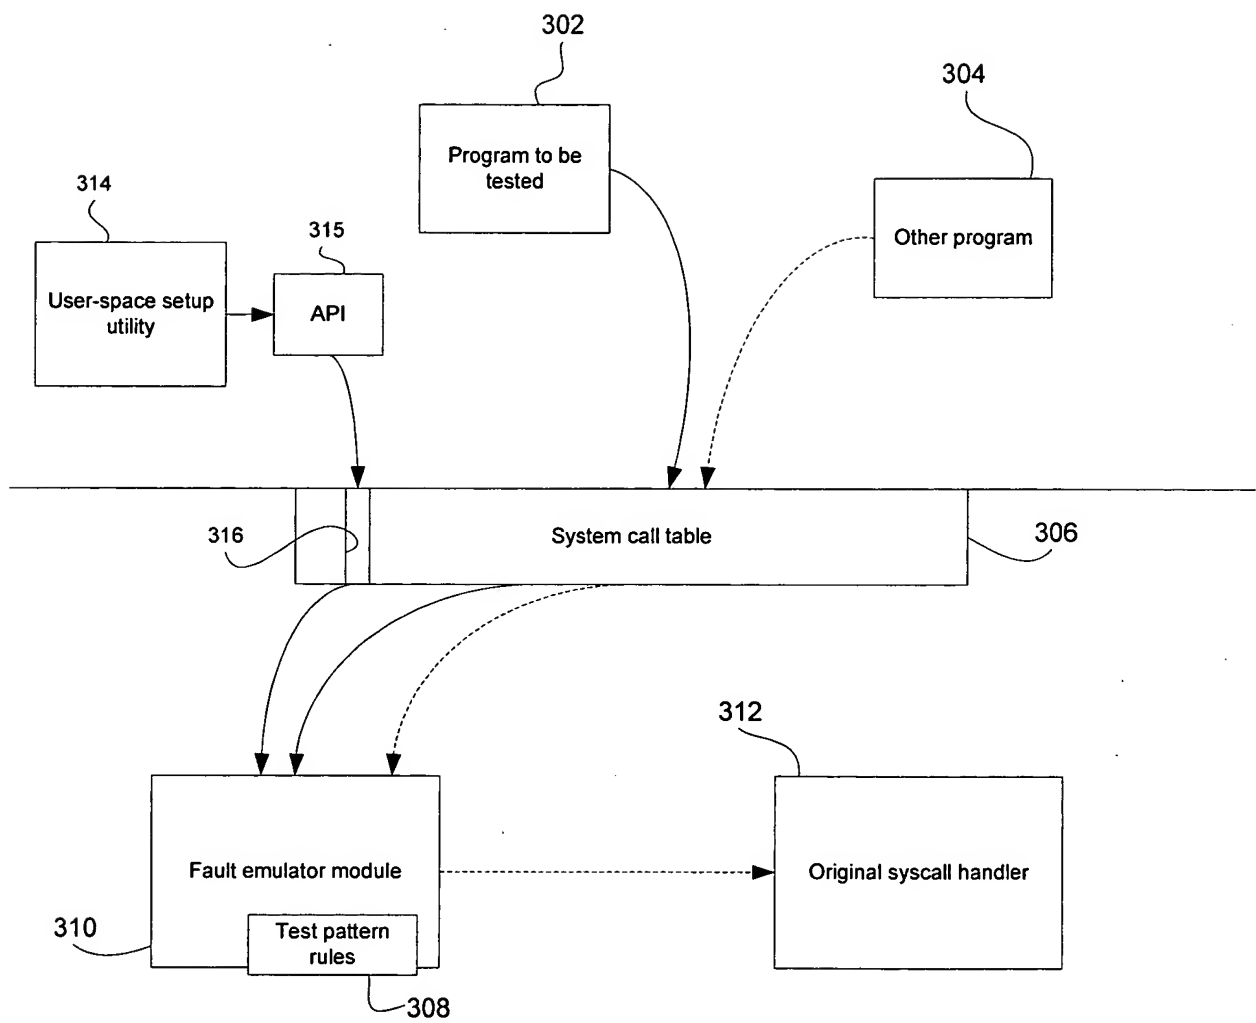 302
304
Program to be
tested
314
315
Other program
User-space setup
utility
API
316
System call table
306
312
Fault emulator module
Original syscall handler
310
Test pattern
rules
308